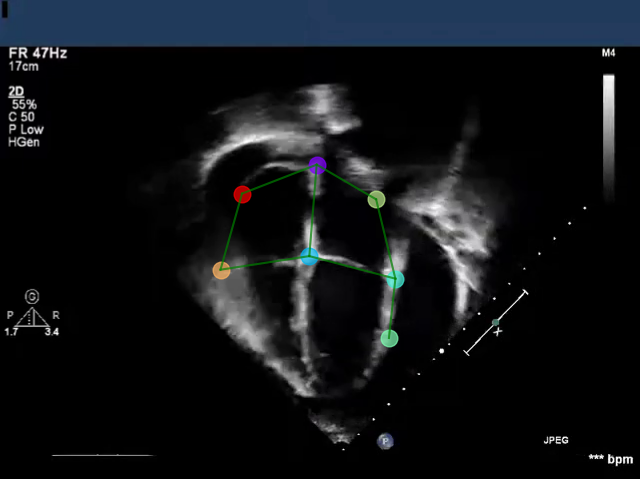 FR 47Hz
17cm
M4
2D
55%
C 50
P Low
HGen
G
P R
1.7 3.4
P
JPEG
*** bpm